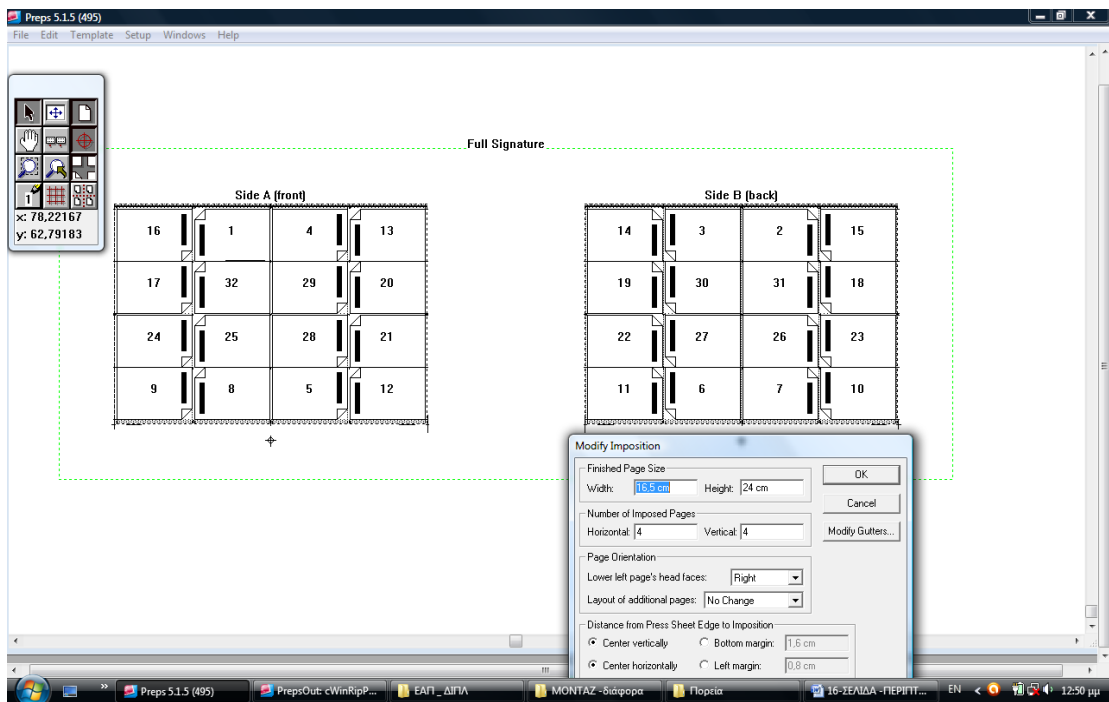 Preps 5.1.5 (495)
File Edit Template Setup Windows Help
Full Signature
Side A (front) Side B (back)
x: 78,22167
y: 62,79183
16 1 4 13 14 3 2 15
17 32 29 20 19 30 31 18
24 25 28 21 22 27 26 23
9 8 5 12 11 6 7 10
Modify Imposition
Finished Page Size
Width: 16,5 cm Height: 24 cm
OK
Cancel
Modify Gutters...
Number of Imposed Pages
Horizontal: 4 Vertical: 4
Page Orientation
Lower left page's head faces: Right
Layout of additional pages: No Change
Distance from Press Sheet Edge to Imposition
Center vertically Bottom margin: 1,6 cm
Center horizontally Left margin: 0,8 cm
Preps 5.1.5 (495) PrepsOut: cWinRipP... ΕΑΠ _ ΔΙΠΛ MONTAZ -διάφορα Πορεία 16-ΣΕΛΙΔΑ -ΠΕΡΙΠΤ... EN 12:50 μμ